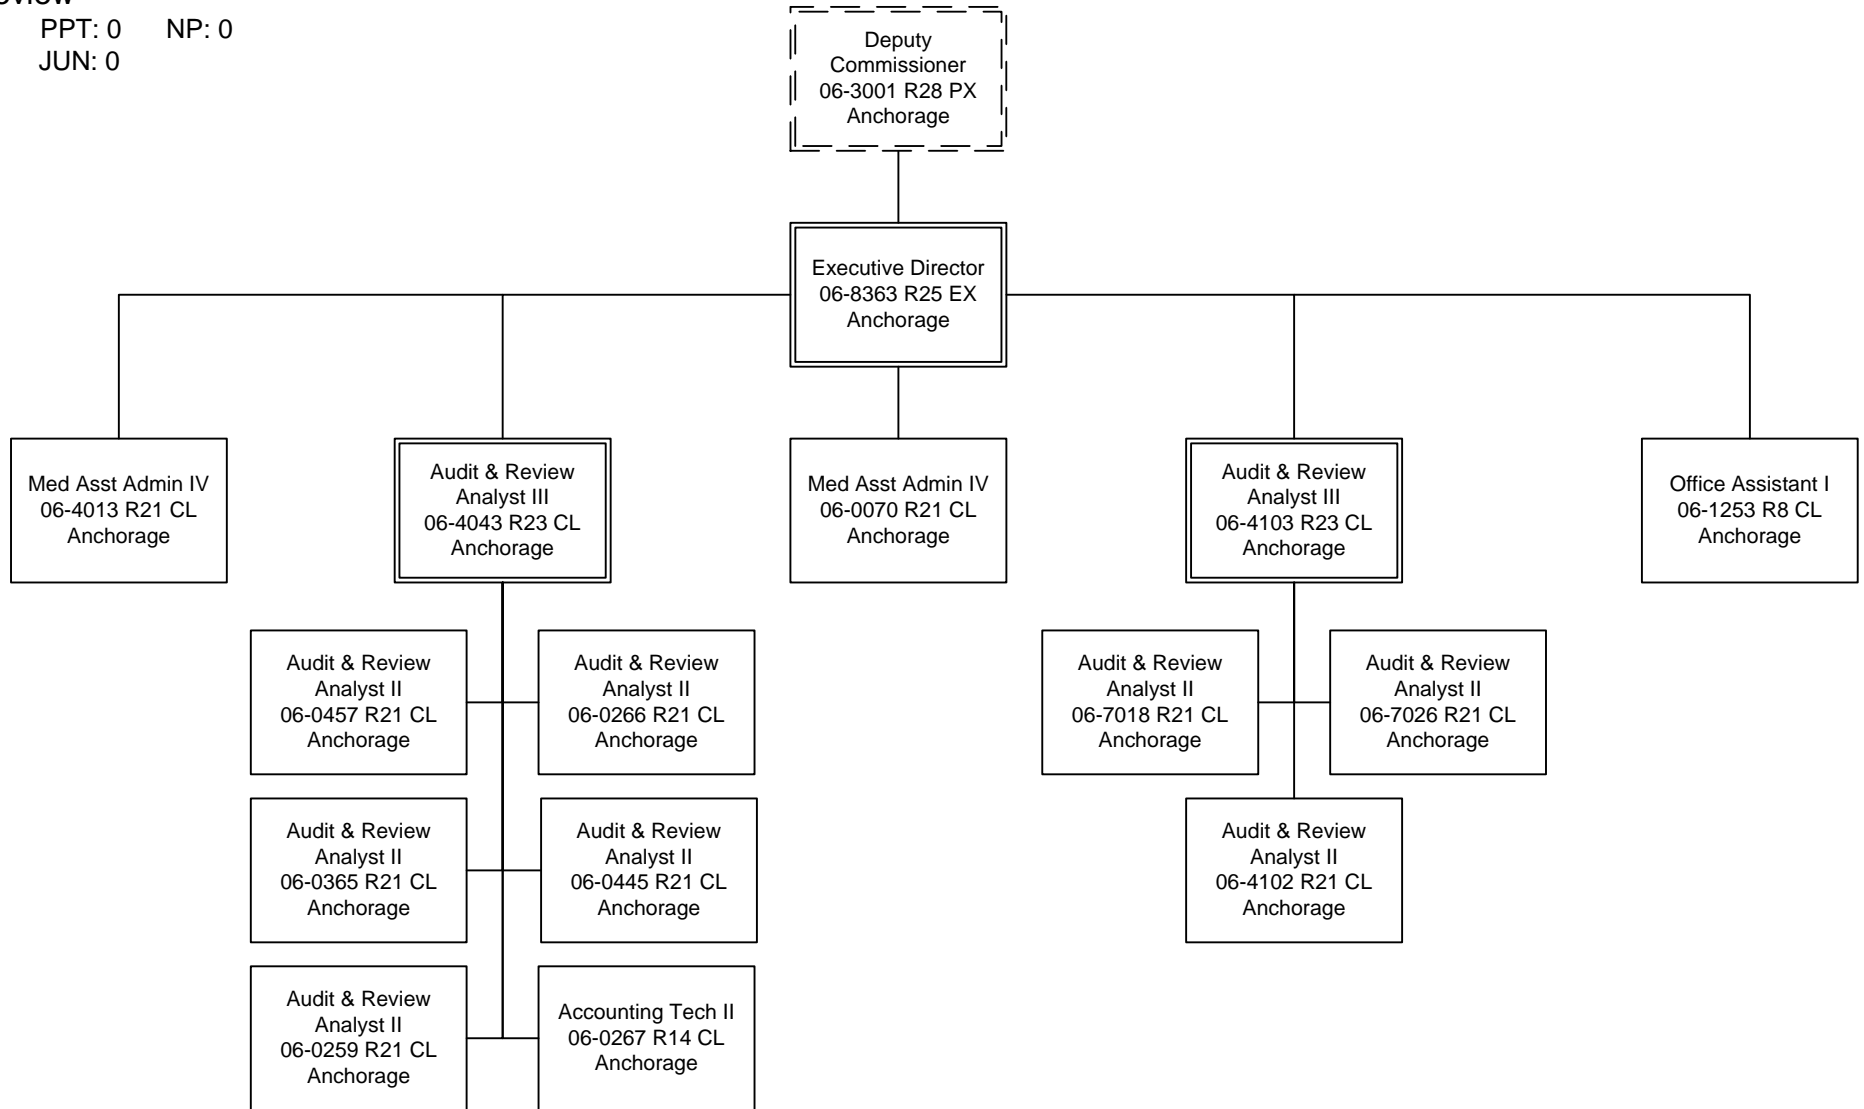 PPT: 0 NP: 0
JUN: 0
Deputy
Commissioner
06-3001 R28 PX
Anchorage
Executive Director
06-8363 R25 EX
Anchorage
Med Asst Admin IV
06-4013 R21 CL
Anchorage
Audit & Review
Analyst III
06-4043 R23 CL
Anchorage
Med Asst Admin IV
06-0070 R21 CL
Anchorage
Audit & Review
Analyst III
06-4103 R23 CL
Anchorage
Office Assistant I
06-1253 R8 CL
Anchorage
Audit & Review
Analyst II
06-0457 R21 CL
Anchorage
Audit & Review
Analyst II
06-0266 R21 CL
Anchorage
Audit & Review
Analyst II
06-7018 R21 CL
Anchorage
Audit & Review
Analyst II
06-7026 R21 CL
Anchorage
Audit & Review
Analyst II
06-0365 R21 CL
Anchorage
Audit & Review
Analyst II
06-0445 R21 CL
Anchorage
Audit & Review
Analyst II
06-4102 R21 CL
Anchorage
Audit & Review
Analyst II
06-0259 R21 CL
Anchorage
Accounting Tech II
06-0267 R14 CL
Anchorage